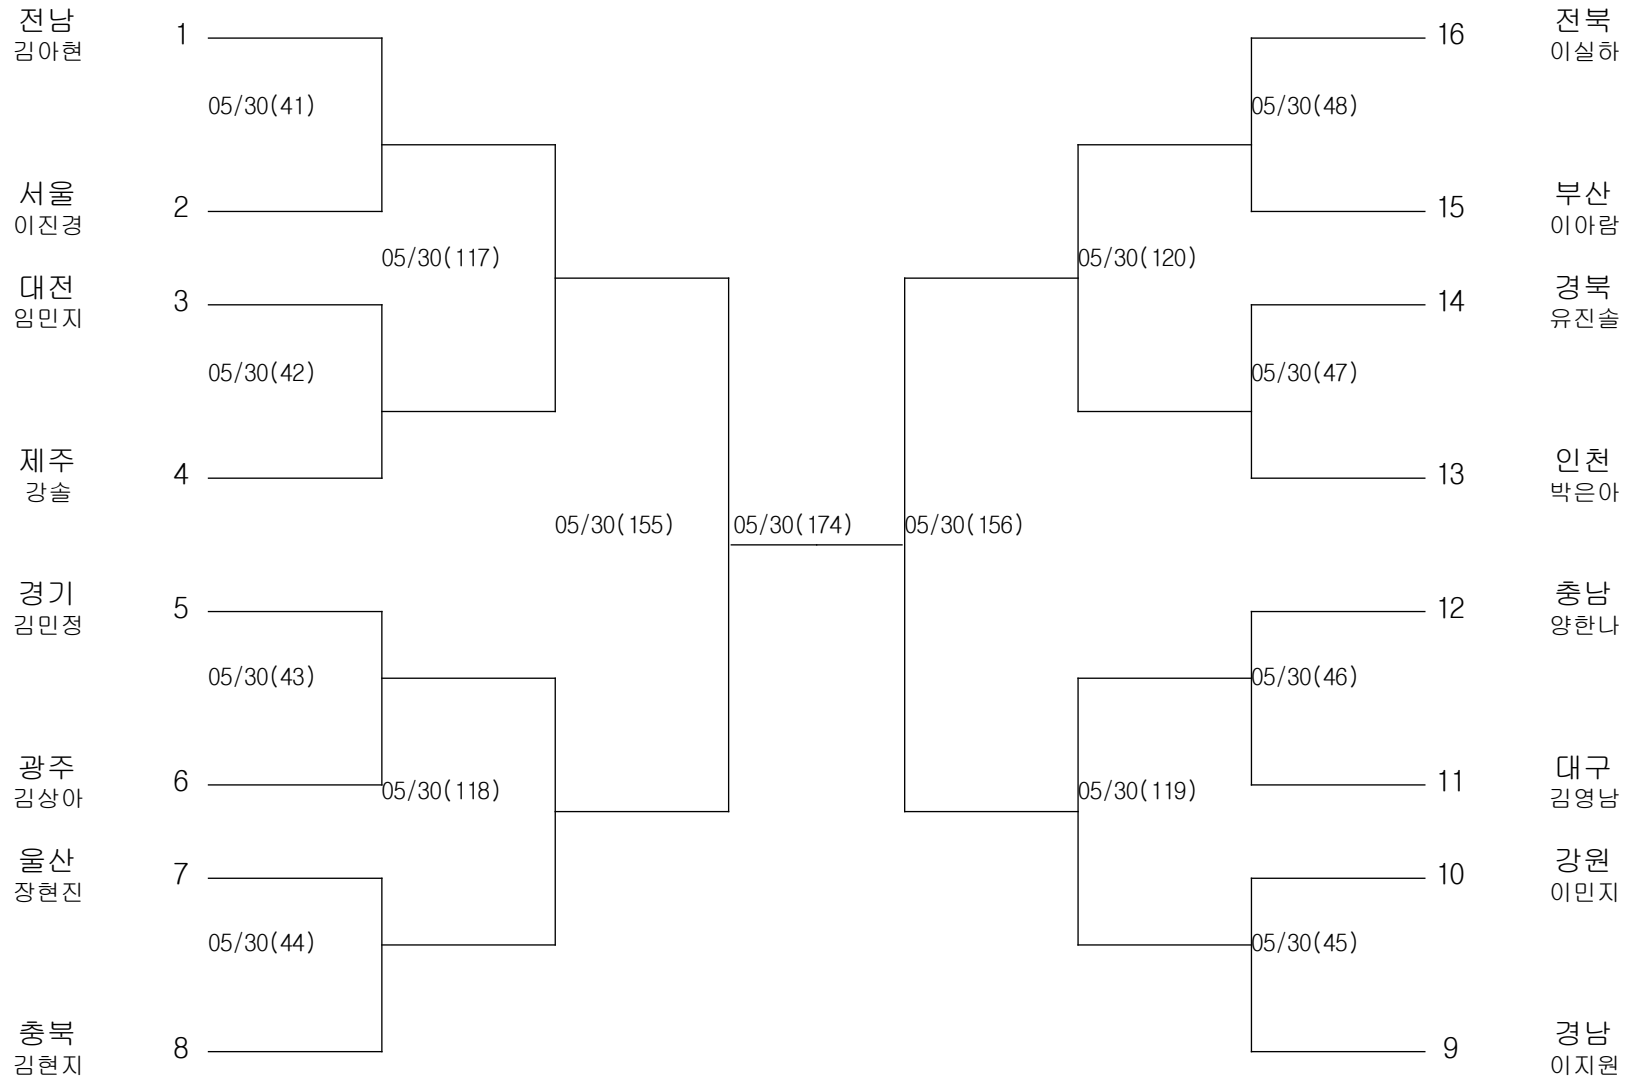 전남
김아현
1
05/30(41)
서울
이진경
2
05/30(117)
대전
임민지
3
05/30(42)
제주
강솔
4
05/30(155)
05/30(174)
05/30(156)
경기
김민정
5
05/30(43)
광주
김상아
6
05/30(118)
울산
장현진
7
05/30(44)
충북
김현지
8
16
전북
이실하
05/30(48)
15
부산
이아람
05/30(120)
14
경북
유진솔
05/30(47)
13
인천
박은아
12
충남
양한나
05/30(46)
11
대구
김영남
05/30(119)
10
강원
이민지
05/30(45)
9
경남
이지원